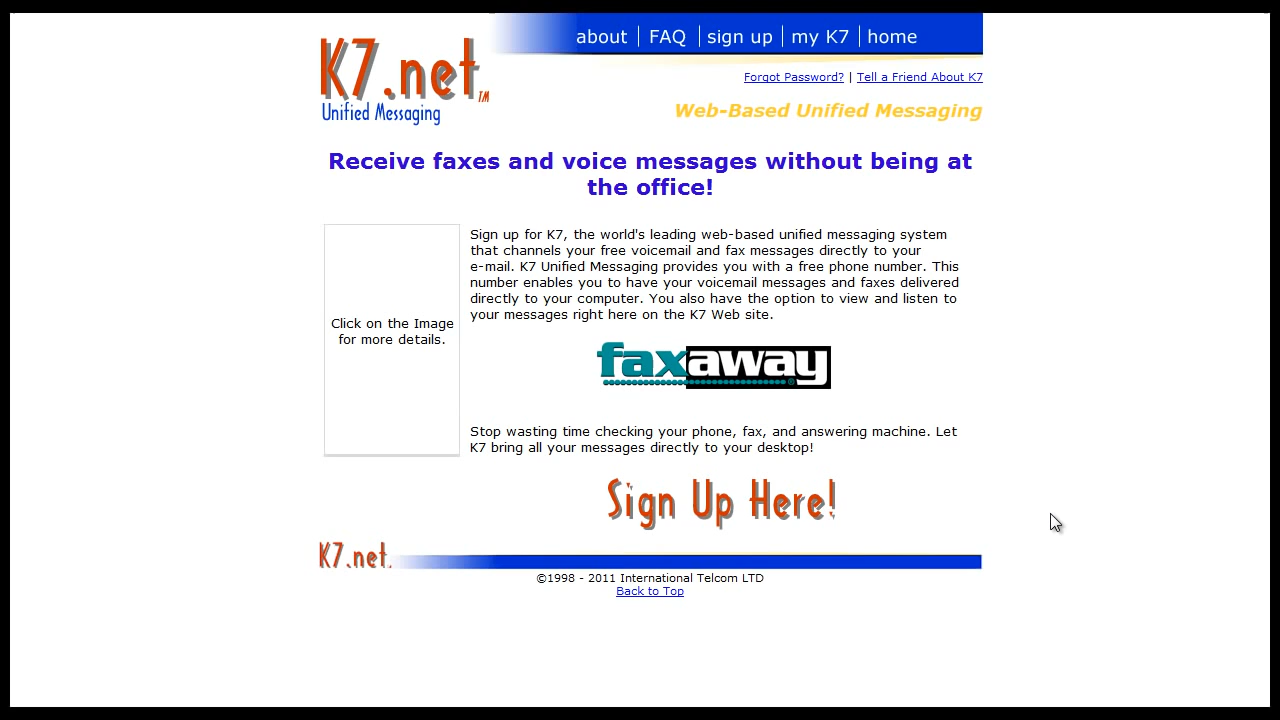 about | FAQ | sign up | my K7 | home
K7.net TM
Unified Messaging
Forgot Password? | Tell a Friend About K7
Web-Based Unified Messaging
Receive faxes and voice messages without being at
the office!
Click on the Image
for more details.
Sign up for K7, the world's leading web-based unified messaging system
that channels your free voicemail and fax messages directly to your
e-mail. K7 Unified Messaging provides you with a free phone number. This
number enables you to have your voicemail messages and faxes delivered
directly to your computer. You also have the option to view and listen to
your messages right here on the K7 Web site.
faxaway®
Stop wasting time checking your phone, fax, and answering machine. Let
K7 bring all your messages directly to your desktop!
Sign Up Here!
K7.net
©1998 - 2011 International Telcom LTD
Back to Top